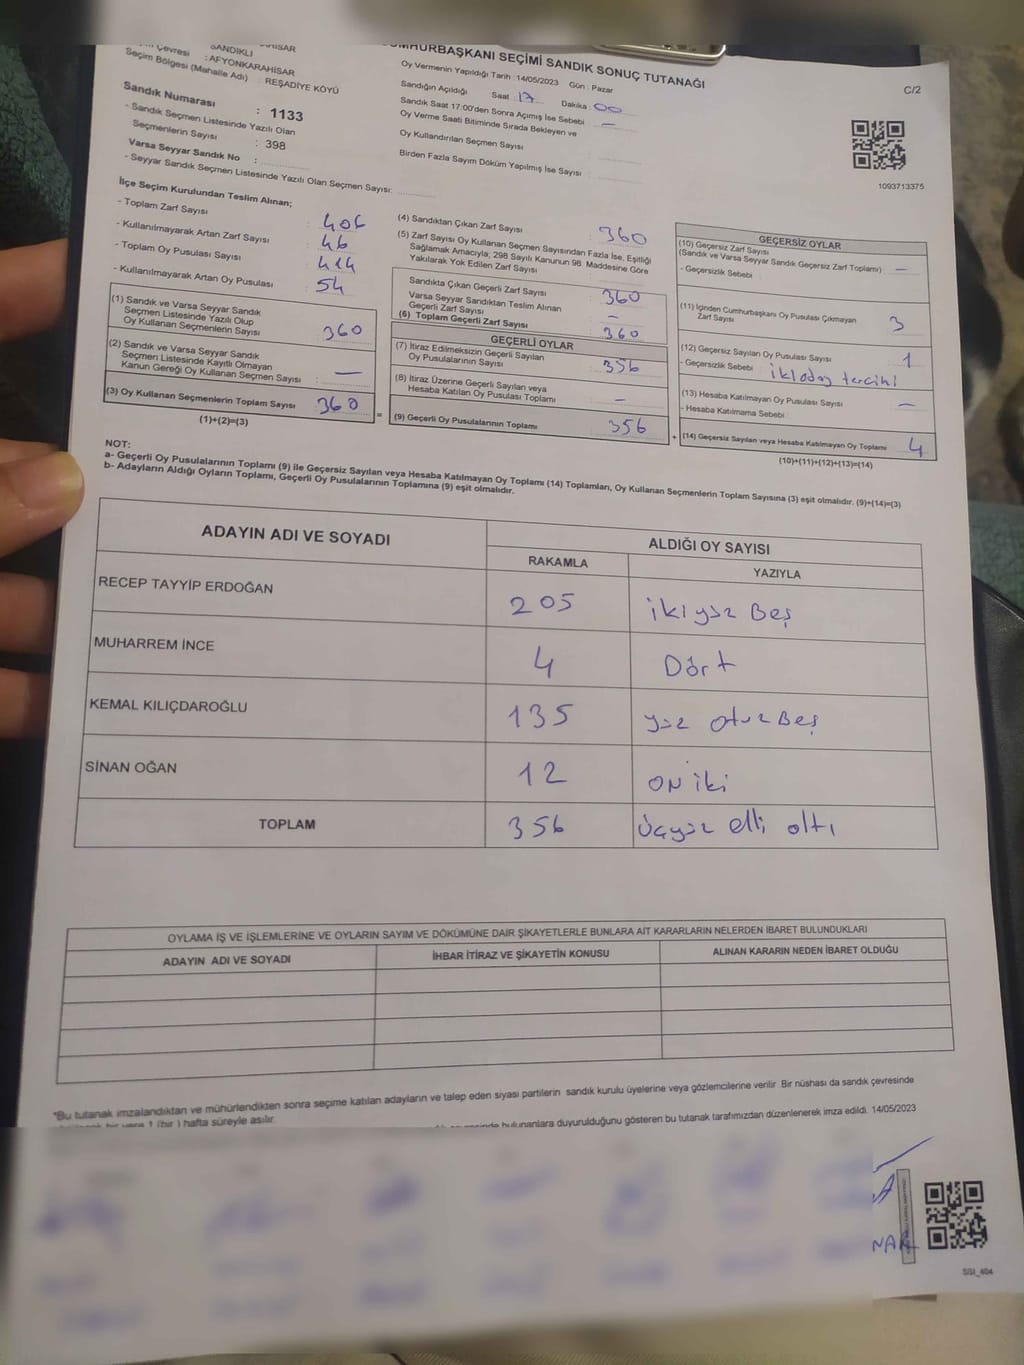 CUMHURBAŞKANI SEÇİMİ SANDIK SONUÇ TUTANAĞI
C/2
SANDIKLI
Çevresi : AFYONKARAHİSAR
Seçim Bölgesi (Mahalle Adı) : REŞADİYE KÖYÜ
Sandık Numarası : 1133
- Sandık Seçmen Listesinde Yazılı Olan
Seçmenlerin Sayısı : 398
Varsa Seyyar Sandık No :
- Seyyar Sandık Seçmen Listesinde Yazılı Olan Seçmen Sayısı:
Oy Vermenin Yapıldığı Tarih :14/05/2023 Gün : Pazar
Sandığın Açıldığı Saat : 17 Dakika : 00
Sandık Saat 17:00'den Sonra Açımış İse Sebebi : —
Oy Verme Saati Bitiminde Sırada Bekleyen ve
Oy Kullandırılan Seçmen Sayısı
Birden Fazla Sayım Döküm Yapılmış İse Sayısı :
1093713375
İlçe Seçim Kurulundan Teslim Alınan;
- Toplam Zarf Sayısı : 406
- Kullanılmayarak Artan Zarf Sayısı : 46
- Toplam Oy Pusulası Sayısı : 414
- Kullanılmayarak Artan Oy Pusulası : 54
(1) Sandık ve Varsa Seyyar Sandık
Seçmen Listesinde Yazılı Olup
Oy Kullanan Seçmenlerin Sayısı : 360
(2) Sandık ve Varsa Seyyar Sandık
Seçmen Listesinde Kayıtlı Olmayan
Kanun Gereği Oy Kullanan Seçmen Sayısı : —
(3) Oy Kullanan Seçmenlerin Toplam Sayısı 360
(1)+(2)=(3)
=
(4) Sandıktan Çıkan Zarf Sayısı : 360
(5) Zarf Sayısı Oy Kullanan Seçmen Sayısından Fazla İse, Eşitliği
Sağlamak Amacıyla, 298 Sayılı Kanunun 98. Maddesine Göre
Yakılarak Yok Edilen Zarf Sayısı
Sandıkta Çıkan Geçerli Zarf Sayısı : 360
Varsa Seyyar Sandıktan Teslim Alınan
Geçerli Zarf Sayısı : —
(6) Toplam Geçerli Zarf Sayısı : 360
GEÇERLİ OYLAR
(7) İtiraz Edilmeksizin Geçerli Sayılan
Oy Pusulalarının Sayısı : 356
(8) İtiraz Üzerine Geçerli Sayılan veya
Hesaba Katılan Oy Pusulası Toplamı : —
(9) Geçerli Oy Pusulalarının Toplamı : 356
+
GEÇERSİZ OYLAR
(10) Geçersiz Zarf Sayısı
(Sandık ve Varsa Seyyar Sandık Geçersiz Zarf Toplamı) : —
- Geçersizlik Sebebi :
(11) İçinden Cumhurbaşkanı Oy Pusulası Çıkmayan
Zarf Sayısı : 3
(12) Geçersiz Sayılan Oy Pusulası Sayısı : 1
- Geçersizlik Sebebi : iki aday tercihi
(13) Hesaba Katılmayan Oy Pusulası Sayısı : —
- Hesaba Katılmama Sebebi :
(14) Geçersiz Sayılan veya Hesaba Katılmayan Oy Toplamı : 4
(10)+(11)+(12)+(13)=(14)
NOT:
a- Geçerli Oy Pusulalarının Toplamı (9) ile Geçersiz Sayılan veya Hesaba Katılmayan Oy Toplamı (14) Toplamları, Oy Kullanan Seçmenlerin Toplam Sayısına (3) eşit olmalıdır. (9)+(14)=(3)
b- Adayların Aldığı Oyların Toplamı, Geçerli Oy Pusulalarının Toplamına (9) eşit olmalıdır.
ADAYIN ADI VE SOYADI
ALDIĞI OY SAYISI
RAKAMLA YAZIYLA
RECEP TAYYİP ERDOĞAN 205 iki yüz Beş
MUHARREM İNCE 4 Dört
KEMAL KILIÇDAROĞLU 135 yüz otuz Beş
SİNAN OĞAN 12 ON iki
TOPLAM 356 üçyüz elli altı
OYLAMA İŞ VE İŞLEMLERİNE VE OYLARIN SAYIM VE DÖKÜMÜNE DAİR ŞİKAYETLERLE BUNLARA AİT KARARLARIN NELERDEN İBARET BULUNDUKLARI
ADAYIN ADI VE SOYADI İHBAR İTİRAZ VE ŞİKAYETİN KONUSU ALINAN KARARIN NEDEN İBARET OLDUĞU
*Bu tutanak imzalandıktan ve mühürlendikten sonra seçime katılan adayların ve talep eden siyasi partilerin sandık kurulu üyelerine veya gözlemcilerine verilir. Bir nüshası da sandık çevresinde
bir yere 1 (bir ) hafta süreyle asılır.
bulunanlara duyurulduğunu gösteren bu tutanak tarafımızdan düzenlenerek imza edildi. 14/05/2023
SSI_404